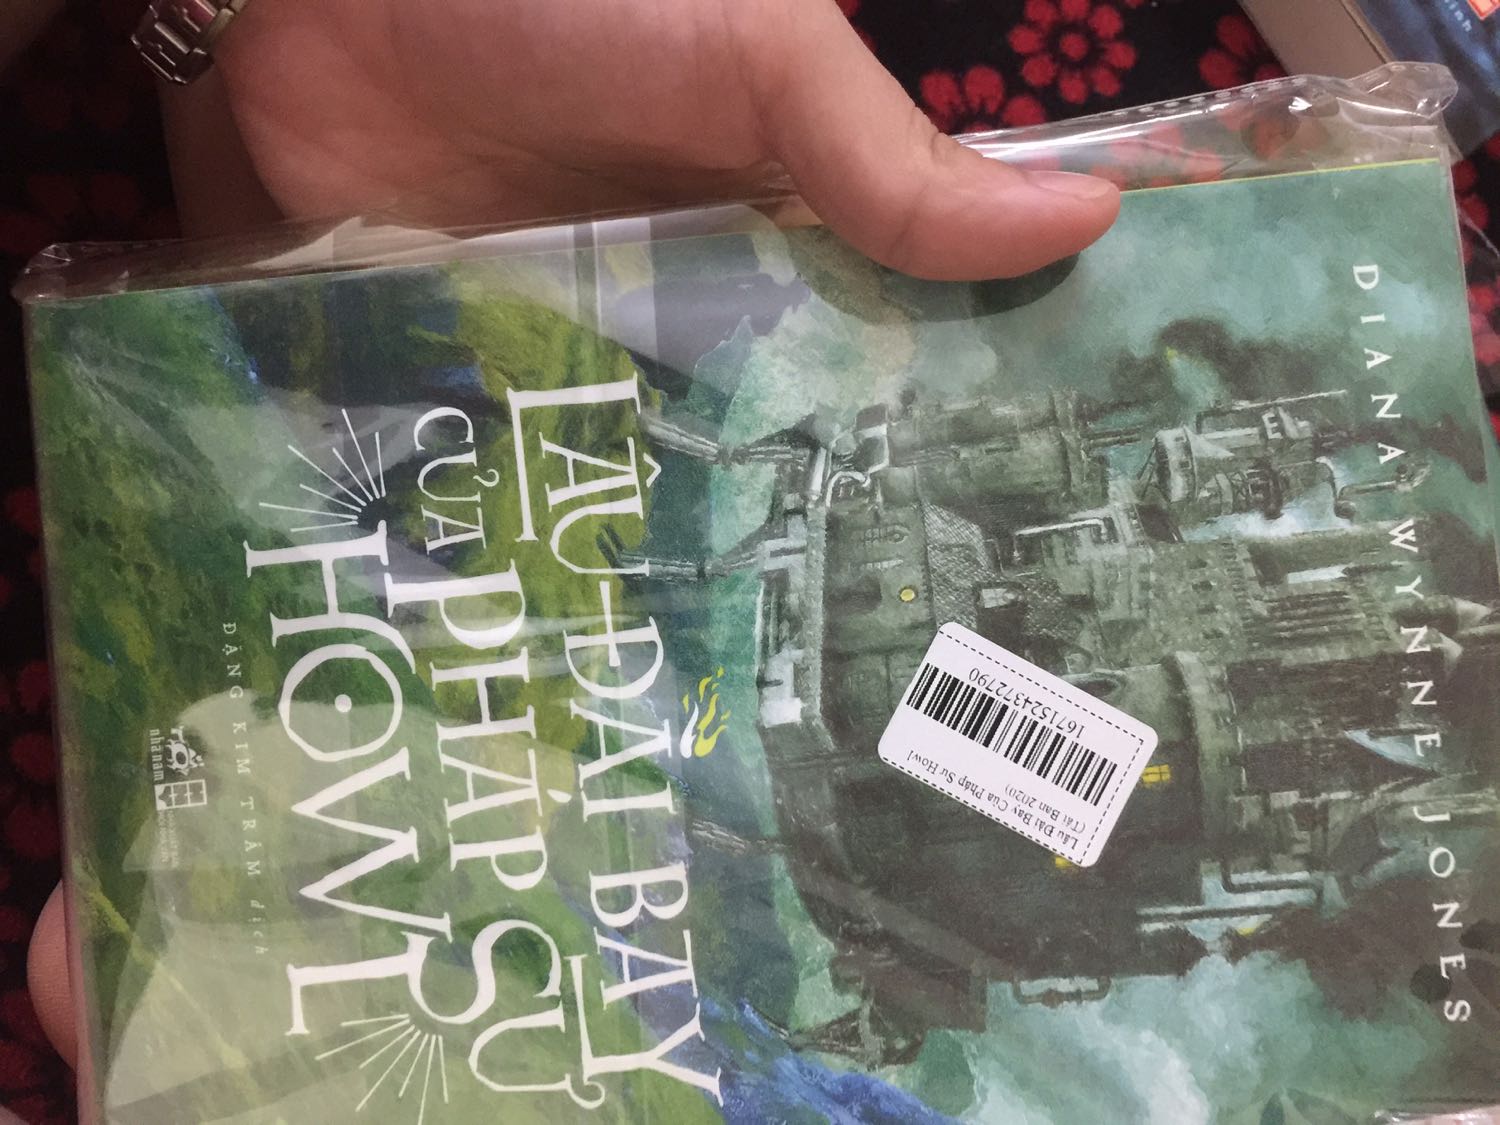 DIANA WYNNE JONES
LÂU ĐÀI BAY
CỦA PHÁP SƯ
HOWL
ĐẶNG KIM TRÂM dịch
nhã nam
1671524372790
Lâu Đài Bay Của Pháp Sư Howl
(Tái Bản 2020)